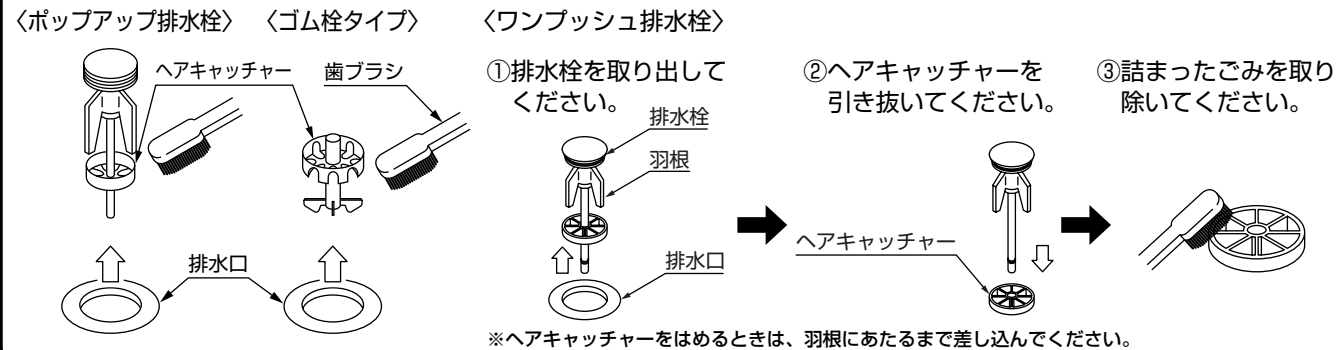 〈ポップアップ排水栓〉
〈ゴム栓タイプ〉
〈ワンプッシュ排水栓〉
ヘアキャッチャー
歯ブラシ
排水口
①排水栓を取り出して
ください。
排水栓
羽根
排水口
②ヘアキャッチャーを
引き抜いてください。
ヘアキャッチャー
③詰まったごみを取り
除いてください。
※ヘアキャッチャーをはめるときは、羽根にあたるまで差し込んでください。